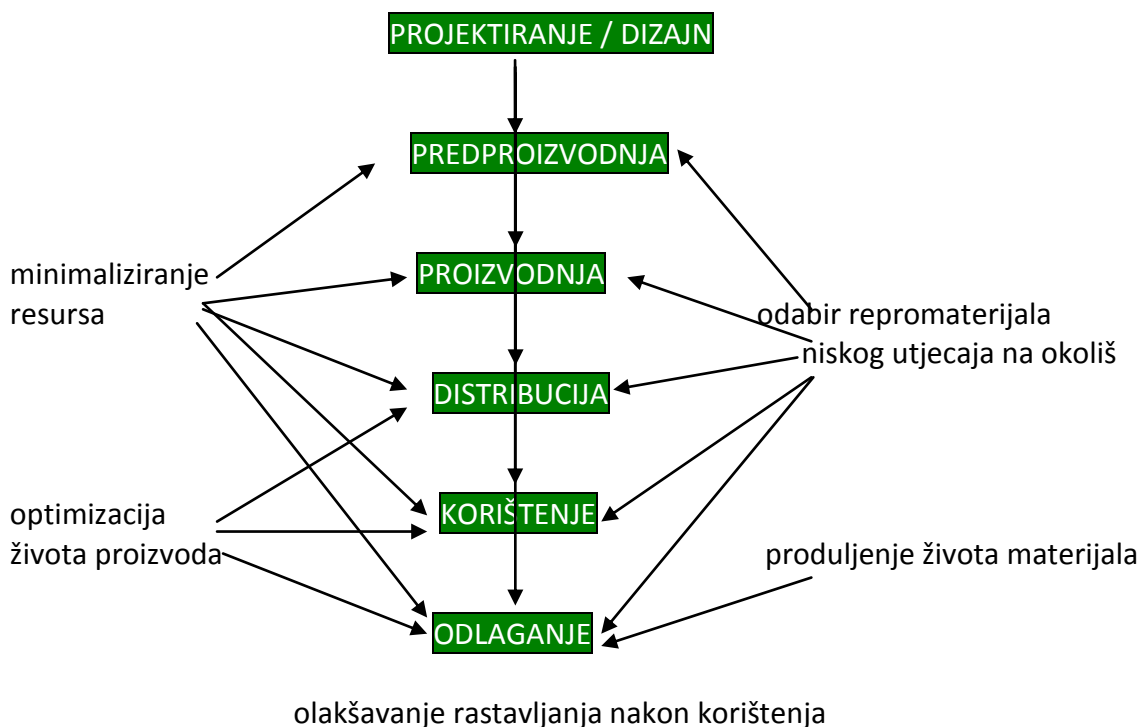 PROJEKTIRANJE / DIZAJN
PREDPROIZVODNJA
minimaliziranje
resursa
PROIZVODNJA
odabir repromaterijala
niskog utjecaja na okoliš
DISTRIBUCIJA
optimizacija
života proizvoda
KORIŠTENJE
produljenje života materijala
ODLAGANJE
olakšavanje rastavljanja nakon korištenja